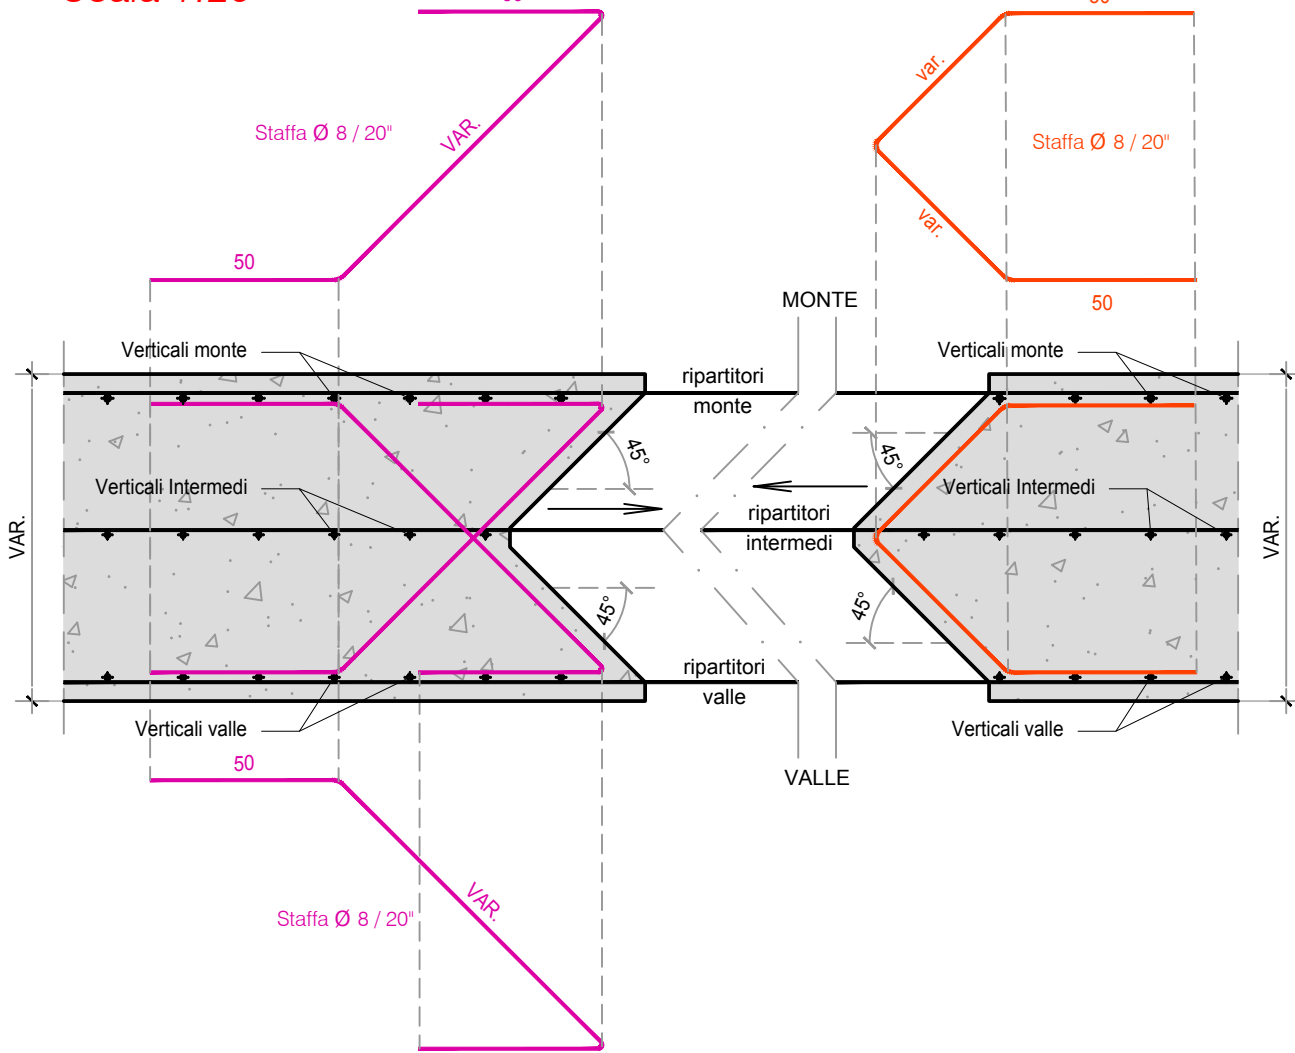 50
var.
Staffa Ø 8 / 20"
VAR.
Staffa Ø 8 / 20"
var.
50
MONTE
50
Verticali monte
Verticali monte
ripartitori
monte
45°
45°
Verticali Intermedi
Verticali Intermedi
ripartitori
intermedi
VAR.
VAR.
45°
45°
ripartitori
valle
Verticali valle
Verticali valle
50
VALLE
VAR.
Staffa Ø 8 / 20"